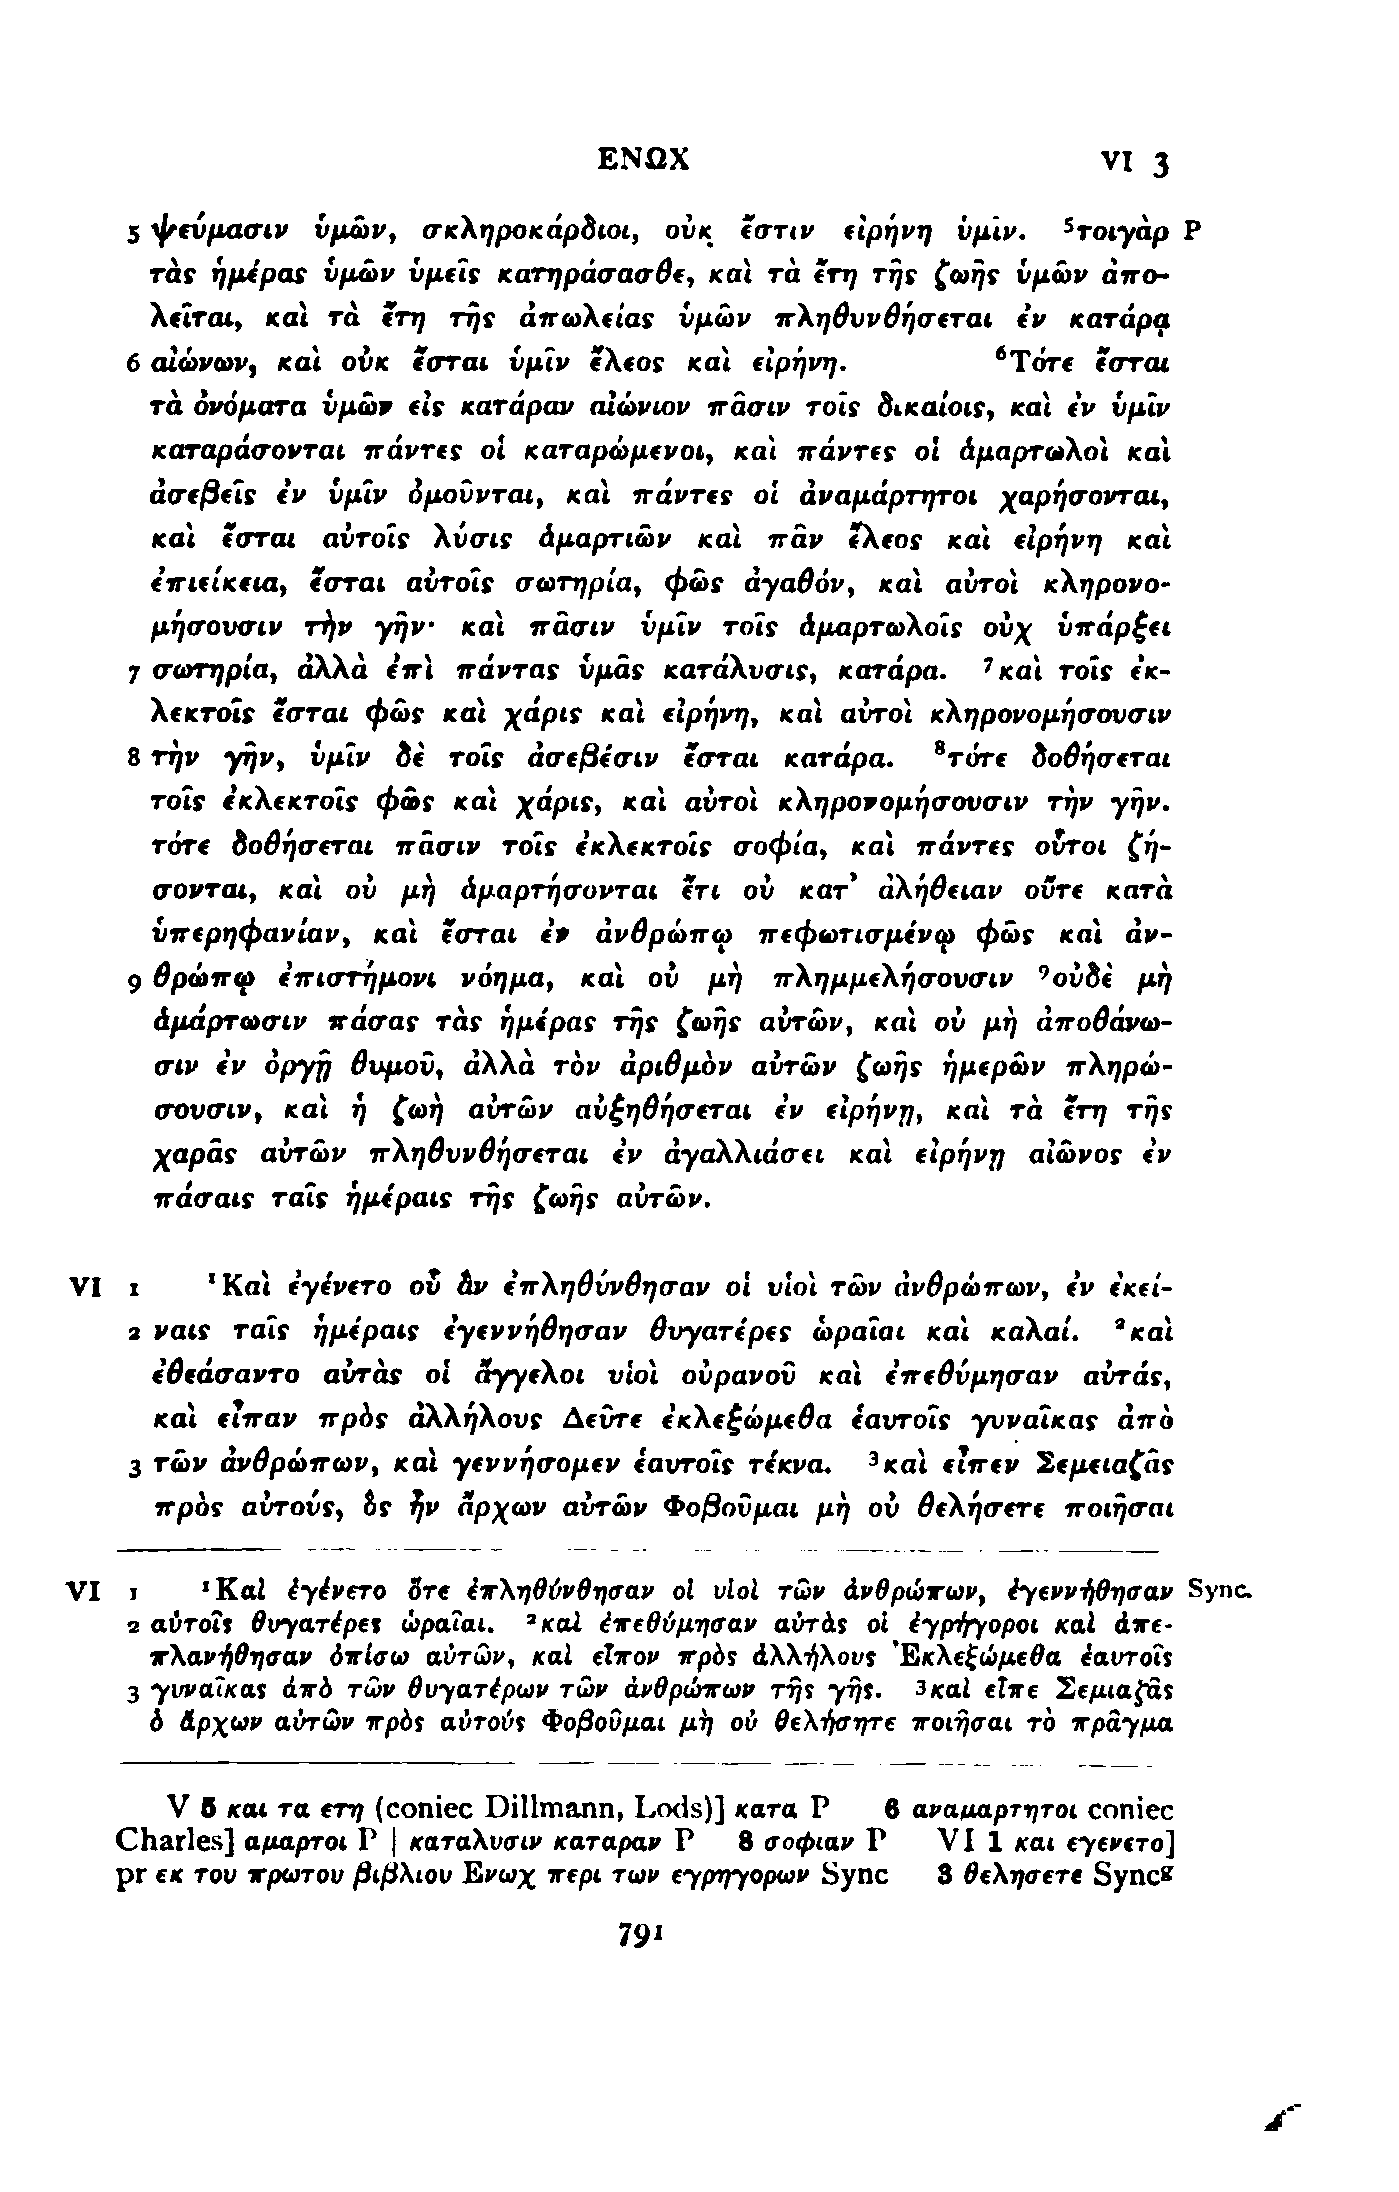 ΕΝΩΧ VI 3
5 ψεύμασιν ὑμῶν, σκληροκάρδιοι, οὐκ ἔστιν εἰρήνη ὑμῖν. ⁵τοιγὰρ P
τὰς ἡμέρας ὑμῶν ὑμεῖς κατηράσασθε, καὶ τὰ ἔτη τῆς ζωῆς ὑμῶν ἀπο-
λεῖται, καὶ τὰ ἔτη τῆς ἀπωλείας ὑμῶν πληθυνθήσεται ἐν κατάρᾳ
6 αἰώνων, καὶ οὐκ ἔσται ὑμῖν ἔλεος καὶ εἰρήνη. ⁶Τότε ἔσται
τὰ ὀνόματα ὑμῶν εἰς κατάραν αἰώνιον πᾶσιν τοῖς δικαίοις, καὶ ἐν ὑμῖν
καταράσονται πάντες οἱ καταρώμενοι, καὶ πάντες οἱ ἁμαρτωλοὶ καὶ
ἀσεβεῖς ἐν ὑμῖν ὀμοῦνται, καὶ πάντες οἱ ἀναμάρτητοι χαρήσονται,
καὶ ἔσται αὐτοῖς λύσις ἁμαρτιῶν καὶ πᾶν ἔλεος καὶ εἰρήνη καὶ
ἐπιείκεια, ἔσται αὐτοῖς σωτηρία, φῶς ἀγαθόν, καὶ αὐτοὶ κληρονο-
μήσουσιν τὴν γῆν· καὶ πᾶσιν ὑμῖν τοῖς ἁμαρτωλοῖς οὐχ ὑπάρξει
7 σωτηρία, ἀλλὰ ἐπὶ πάντας ὑμᾶς κατάλυσις, κατάρα. ⁷καὶ τοῖς ἐκ-
λεκτοῖς ἔσται φῶς καὶ χάρις καὶ εἰρήνη, καὶ αὐτοὶ κληρονομήσουσιν
8 τὴν γῆν, ὑμῖν δὲ τοῖς ἀσεβέσιν ἔσται κατάρα. ⁸τότε δοθήσεται
τοῖς ἐκλεκτοῖς φῶς καὶ χάρις, καὶ αὐτοὶ κληρονομήσουσιν τὴν γῆν.
τότε δοθήσεται πᾶσιν τοῖς ἐκλεκτοῖς σοφία, καὶ πάντες οὗτοι ζή-
σονται, καὶ οὐ μὴ ἁμαρτήσονται ἔτι οὐ κατ' ἀλήθειαν οὔτε κατὰ
ὑπερηφανίαν, καὶ ἔσται ἐν ἀνθρώπῳ πεφωτισμένῳ φῶς καὶ ἀν-
9 θρώπῳ ἐπιστήμονι νόημα, καὶ οὐ μὴ πλημμελήσουσιν ⁹οὐδὲ μὴ
ἁμάρτωσιν πάσας τὰς ἡμέρας τῆς ζωῆς αὐτῶν, καὶ οὐ μὴ ἀποθάνω-
σιν ἐν ὀργῇ θυμοῦ, ἀλλὰ τὸν ἀριθμὸν αὐτῶν ζωῆς ἡμερῶν πληρώ-
σουσιν, καὶ ἡ ζωὴ αὐτῶν αὐξηθήσεται ἐν εἰρήνῃ, καὶ τὰ ἔτη τῆς
χαρᾶς αὐτῶν πληθυνθήσεται ἐν ἀγαλλιάσει καὶ εἰρήνῃ αἰῶνος ἐν
πάσαις ταῖς ἡμέραις τῆς ζωῆς αὐτῶν.
VI 1 ¹Καὶ ἐγένετο οὗ ἂν ἐπληθύνθησαν οἱ υἱοὶ τῶν ἀνθρώπων, ἐν ἐκεί-
2 ναις ταῖς ἡμέραις ἐγεννήθησαν θυγατέρες ὡραῖαι καὶ καλαί. ²καὶ
ἐθεάσαντο αὐτὰς οἱ ἄγγελοι υἱοὶ οὐρανοῦ καὶ ἐπεθύμησαν αὐτάς,
καὶ εἶπαν πρὸς ἀλλήλους Δεῦτε ἐκλεξώμεθα ἑαυτοῖς γυναῖκας ἀπὸ
3 τῶν ἀνθρώπων, καὶ γεννήσομεν ἑαυτοῖς τέκνα. ³καὶ εἶπεν Σεμειαζᾶς
πρὸς αὐτούς, ὃς ἦν ἄρχων αὐτῶν Φοβοῦμαι μὴ οὐ θελήσετε ποιῆσαι
VI 1 ¹Καὶ ἐγένετο ὅτε ἐπληθύνθησαν οἱ υἱοὶ τῶν ἀνθρώπων, ἐγεννήθησαν Sync.
2 αὐτοῖς θυγατέρες ὡραῖαι. ²καὶ ἐπεθύμησαν αὐτὰς οἱ ἐγρήγοροι καὶ ἀπε-
πλανήθησαν ὀπίσω αὐτῶν, καὶ εἶπον πρὸς ἀλλήλους Ἐκλεξώμεθα ἑαυτοῖς
3 γυναῖκας ἀπὸ τῶν θυγατέρων τῶν ἀνθρώπων τῆς γῆς. ³καὶ εἶπε Σεμιαζᾶς
ὁ ἄρχων αὐτῶν πρὸς αὐτούς Φοβοῦμαι μὴ οὐ θελήσητε ποιῆσαι τὸ πρᾶγμα
V 5 και τα ετη (coniec Dillmann, Lods)] κατα P 6 αναμαρτητοι coniec
Charles] αμαρτοι P | καταλυσιν καταραν P 8 σοφιαν P VI 1 και εγενετο]
pr εκ του πρωτου βιβλιου Ενωχ περι των εγρηγορων Sync 3 θελησετε Syncᵍ
791